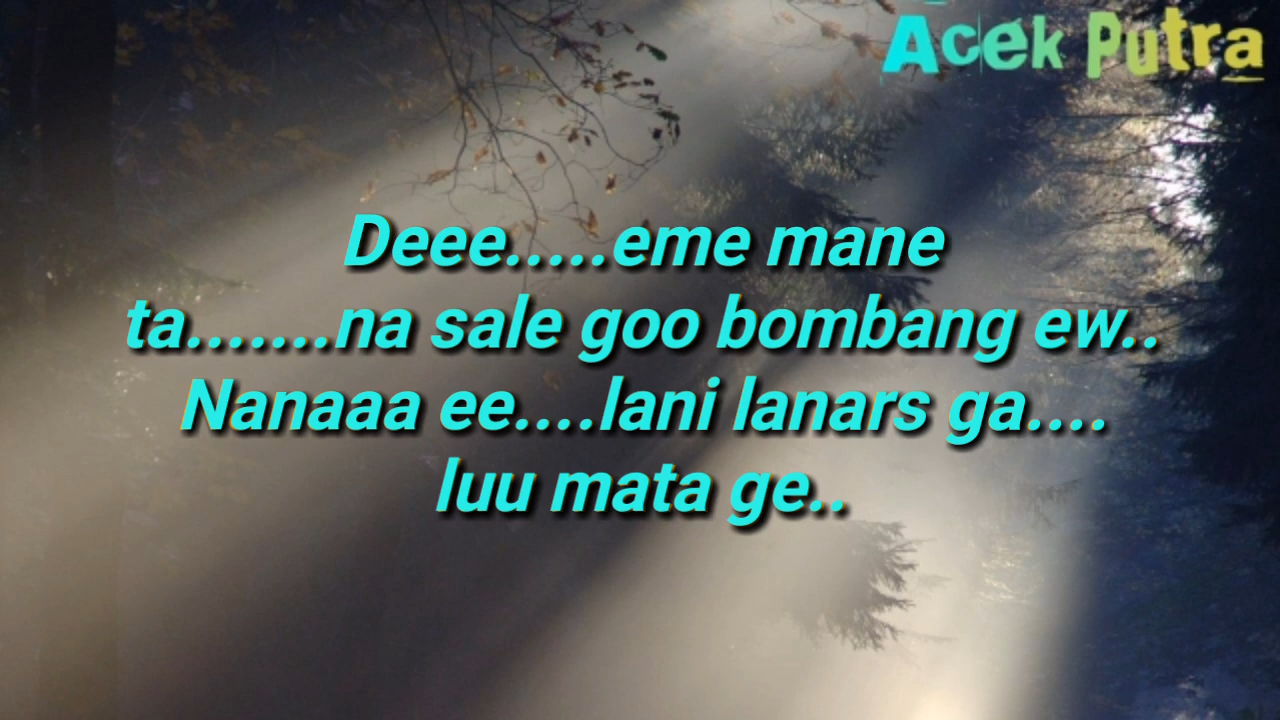 Acek Putra
Deee.....eme mane
ta.......na sale goo bombang ew..
Nanaaa ee....lani lanars ga....
luu mata ge..